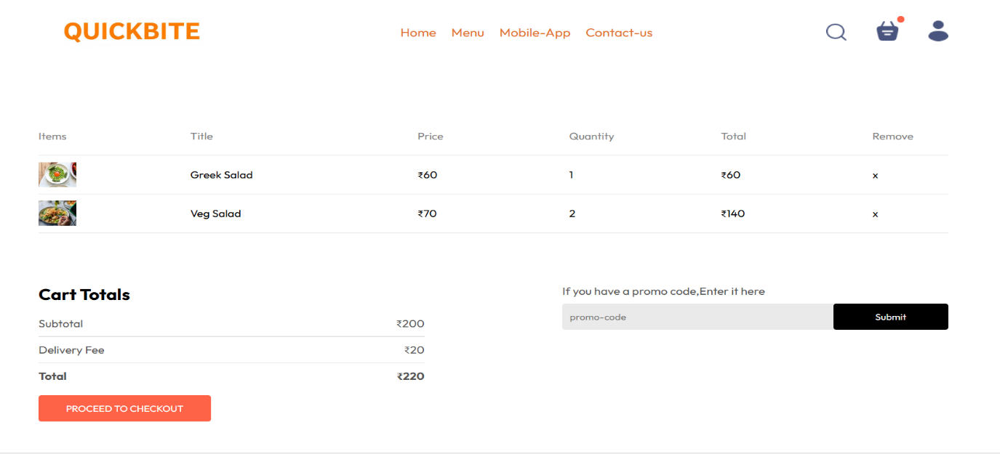 QUICKBITE Home Menu Mobile-App Contact-us
Items Title Price Quantity Total Remove
Greek Salad ₹60 1 ₹60 x
Veg Salad ₹70 2 ₹140 x
Cart Totals
Subtotal ₹200
Delivery Fee ₹20
Total ₹220
PROCEED TO CHECKOUT
If you have a promo code,Enter it here
promo-code Submit